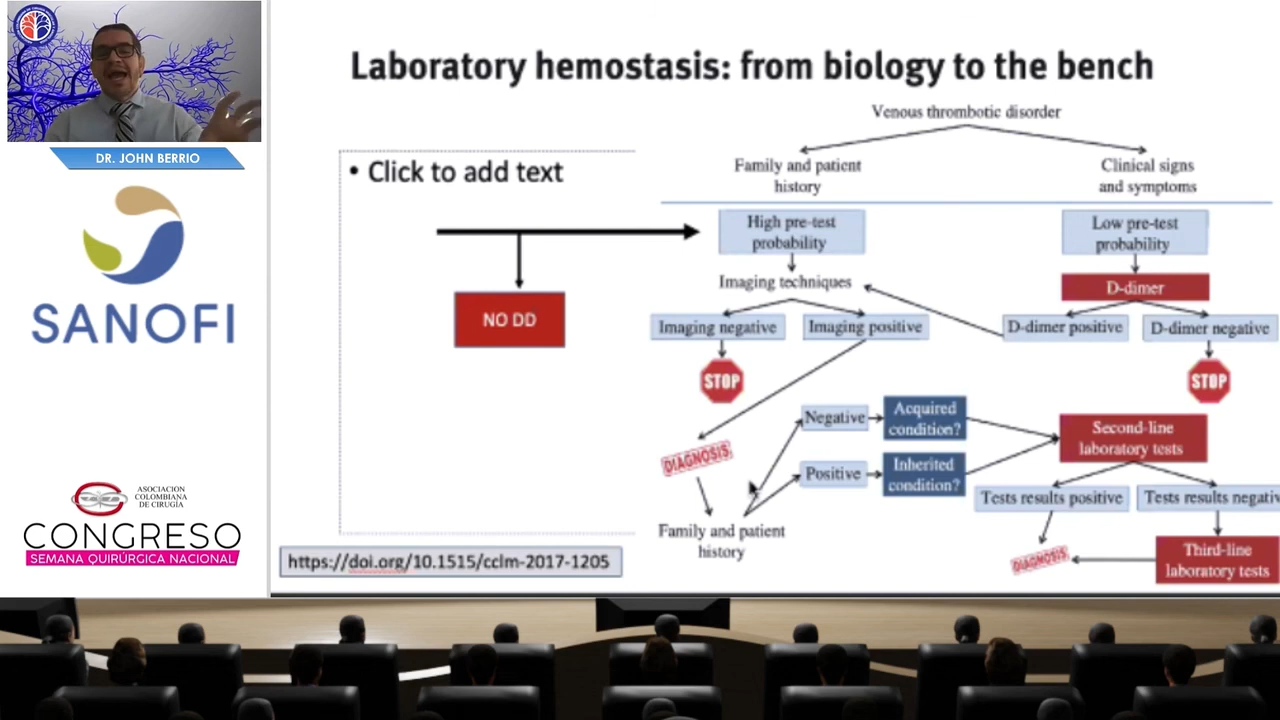 DR. JOHN BERRIO
SANOFI
ASOCIACION
COLOMBIANA
DE CIRUGÍA
CONGRESO
SEMANA QUIRÚRGICA NACIONAL
Laboratory hemostasis: from biology to the bench
• Click to add text
NO DD
https://doi.org/10.1515/cclm-2017-1205
Venous thrombotic disorder
Family and patient
history
Clinical signs
and symptoms
High pre-test
probability
Low pre-test
probability
Imaging techniques
D-dimer
Imaging negative
Imaging positive
D-dimer positive
D-dimer negative
STOP
STOP
DIAGNOSIS
Negative
Acquired
condition?
Positive
Inherited
condition?
Second-line
laboratory tests
Family and patient
history
Tests results positive
Tests results negativ
DIAGNOSIS
Third-line
laboratory tests